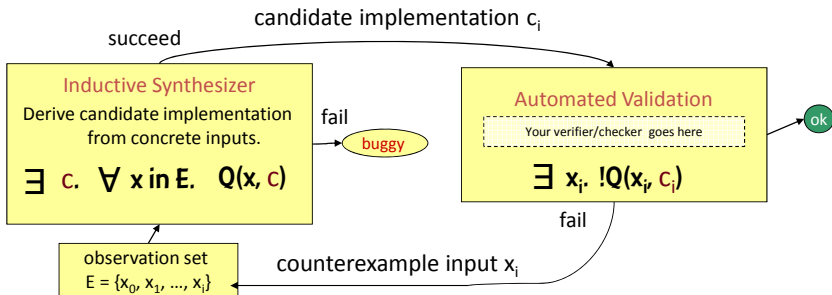 candidate implementation cᵢ
succeed
Inductive Synthesizer
Derive candidate implementation
from concrete inputs.
∃ c. ∀ x in E. Q(x, c)
fail
buggy
Automated Validation
Your verifier/checker goes here
∃ xᵢ. !Q(xᵢ, cᵢ)
ok
fail
observation set
E = {x₀, x₁, ..., xᵢ}
counterexample input xᵢ